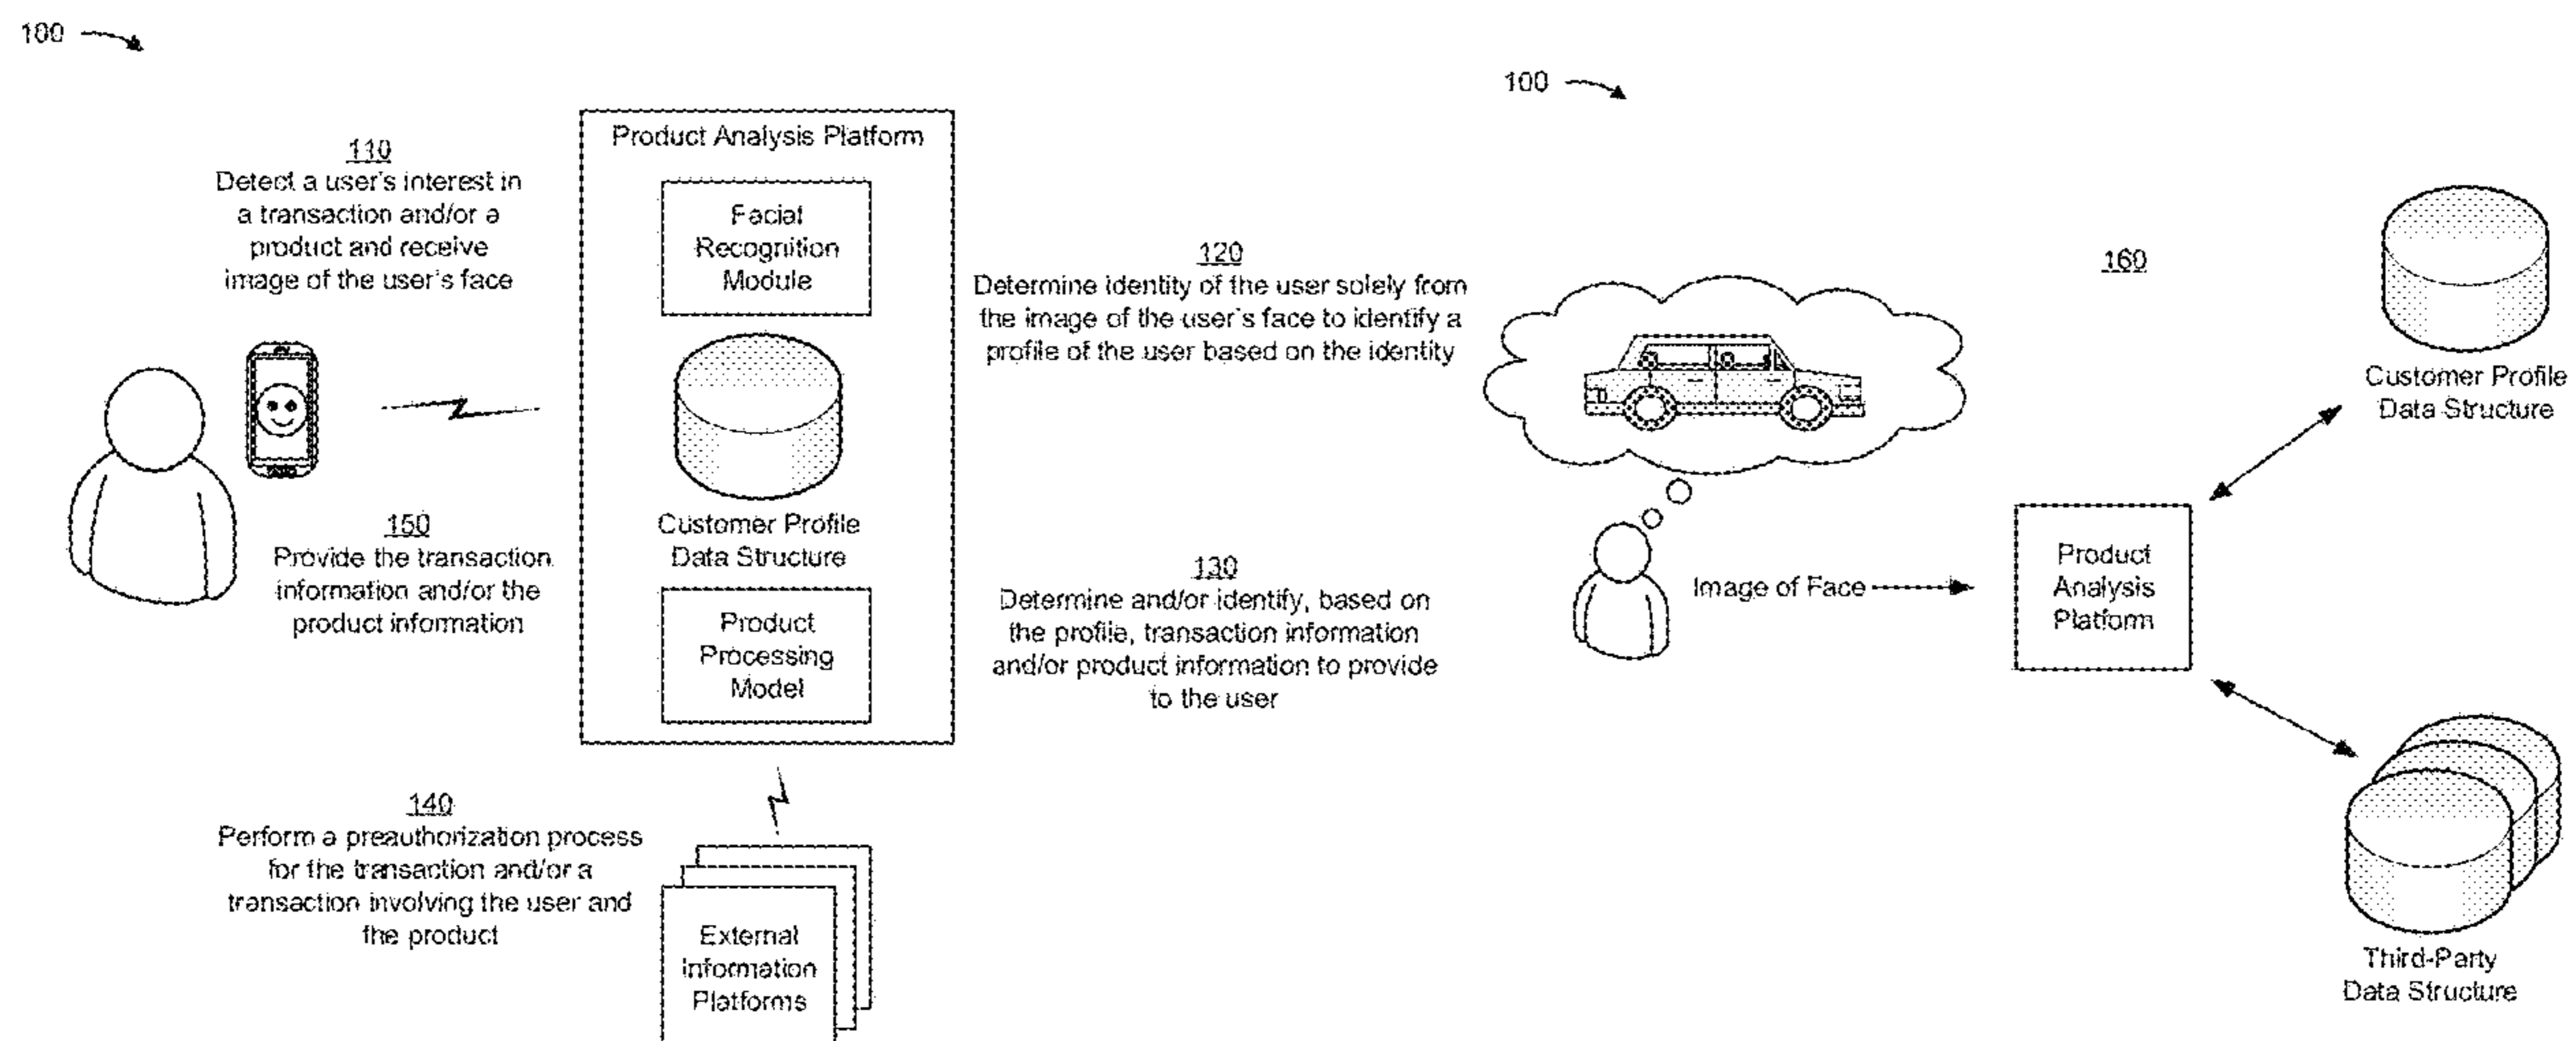 100
110
Detect a user's interest in
a transaction and/or a
product and receive
image of the user's face
150
Provide the transaction
information and/or the
product information
Product Analysis Platform
Facial
Recognition
Module
Customer Profile
Data Structure
Product
Processing
Model
120
Determine identity of the user solely from
the image of the user's face to identify a
profile of the user based on the identity
130
Determine and/or identify, based on
the profile, transaction information
and/or product information to provide
to the user
140
Perform a preauthorization process
for the transaction and/or a
transaction involving the user and
the product
External
Information
Platforms
100
160
Image of Face
Product
Analysis
Platform
Customer Profile
Data Structure
Third-Party
Data Structure